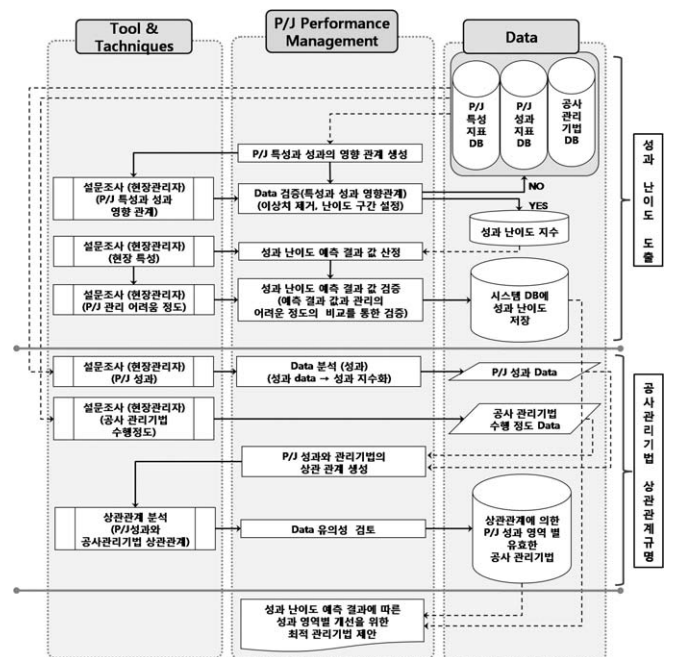 Tool &
Tachniques
P/J Performance
Management
Data
P/J
특성
지표
DB
P/J
성과
지표
DB
공사
관리
기법
DB
P/J 특성과 성과의 영향 관계 생성
설문조사 (현장관리자)
(P/J 특성과 성과
영향 관계)
Data 검증(특성과 성과 영향관계)
(이상치 제거, 난이도 구간 설정)
NO
YES
성과 난이도 지수
설문조사 (현장관리자)
(현장 특성)
성과 난이도 예측 결과 값 산정
설문조사 (현장관리자)
(P/J 관리 어려움 정도)
성과 난이도 예측 결과 값 검증
(예측 결과 값과 관리의
어려운 정도의 비교를 통한 검증)
시스템 DB에
성과 난이도
저장
성과 난이도 도출
설문조사 (현장관리자)
(P/J 성과)
Data 분석 (성과)
(성과 data → 성과 지수화)
P/J 성과 Data
설문조사 (현장관리자)
(공사 관리기법
수행정도)
공사 관리기법
수행 정도 Data
P/J 성과와 관리기법의
상관 관계 생성
상관관계 분석
(P/J성과와
공사관리기법 상관관계)
Data 유의성 검토
상관관계에 의한
P/J 성과 영역 별
유효한
공사 관리기법
공사관리기법 상관관계규명
성과 난이도 예측 결과에 따른
성과 영역별 개선을 위한
최적 관리기법 제안